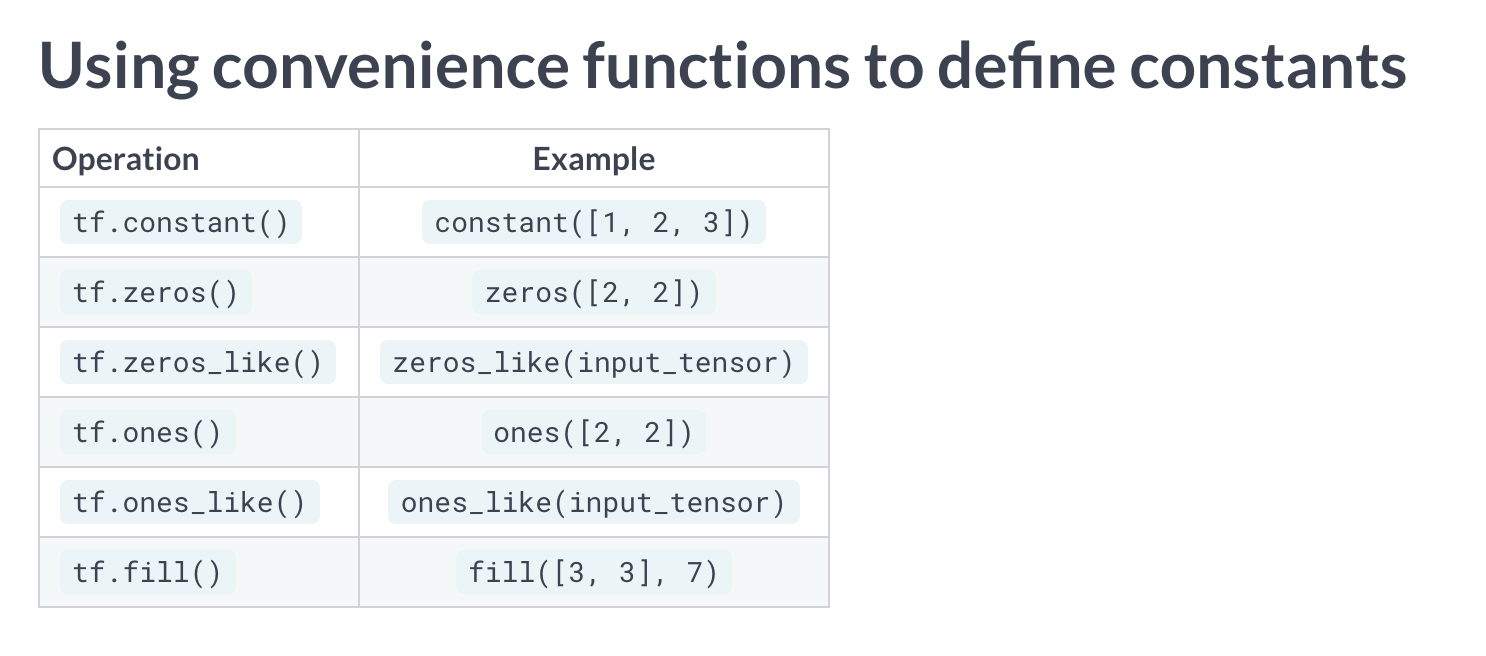 Using convenience functions to define constants
Operation Example
tf.constant() constant([1, 2, 3])
tf.zeros() zeros([2, 2])
tf.zeros_like() zeros_like(input_tensor)
tf.ones() ones([2, 2])
tf.ones_like() ones_like(input_tensor)
tf.fill() fill([3, 3], 7)